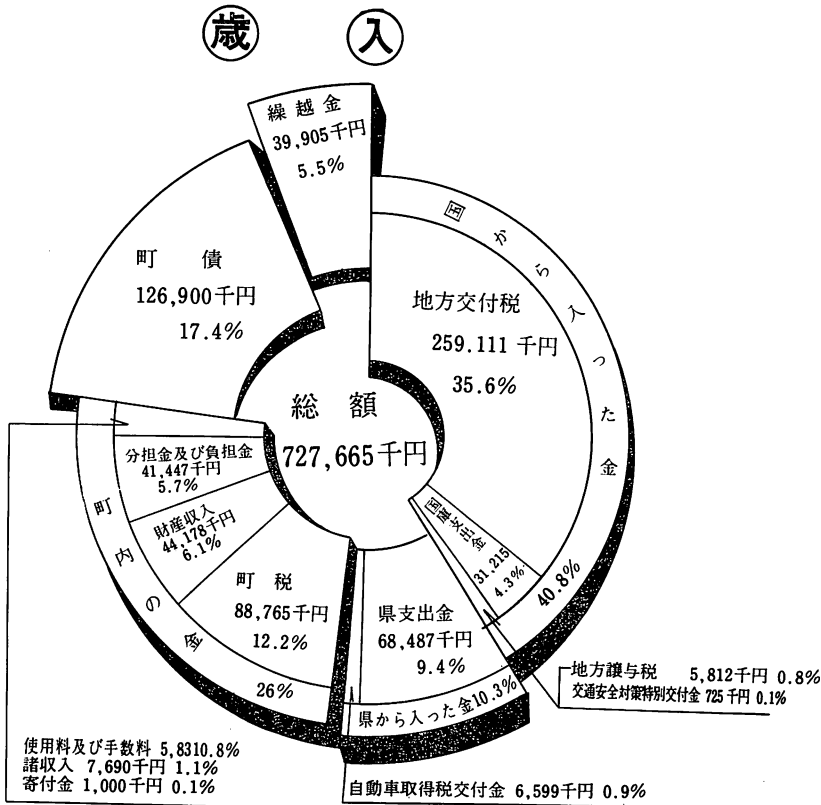 歳入
繰越金
39,905千円
5.5%
国から入った金
40.8%
地方交付税
259.111千円
35.6%
国庫支出金
31,215
4.3%
地方譲与税 5,812千円 0.8%
交通安全対策特別交付金 725千円 0.1%
県支出金
68,487千円
9.4%
県から入った金10.3%
自動車取得税交付金 6,599千円 0.9%
町内の金
26%
町税
88,765千円
12.2%
財産収入
44,178千円
6.1%
分担金及び負担金
41,447千円
5.7%
使用料及び手数料 5,8310.8%
諸収入 7,690千円 1.1%
寄付金 1,000千円 0.1%
町債
126,900千円
17.4%
総額
727,665千円